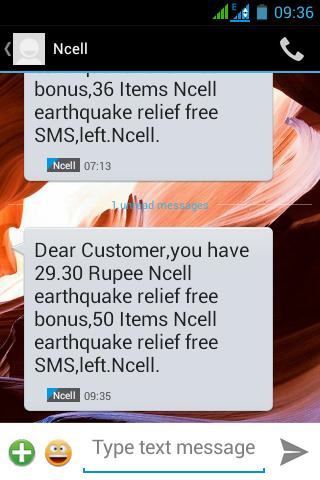 E
09:36
Ncell
bonus,36 Items Ncell
earthquake relief free
SMS,left.Ncell.
Ncell 07:13
1 unread messages
Dear Customer,you have
29.30 Rupee Ncell
earthquake relief free
bonus,50 Items Ncell
earthquake relief free
SMS,left.Ncell.
Ncell 09:35
Type text message